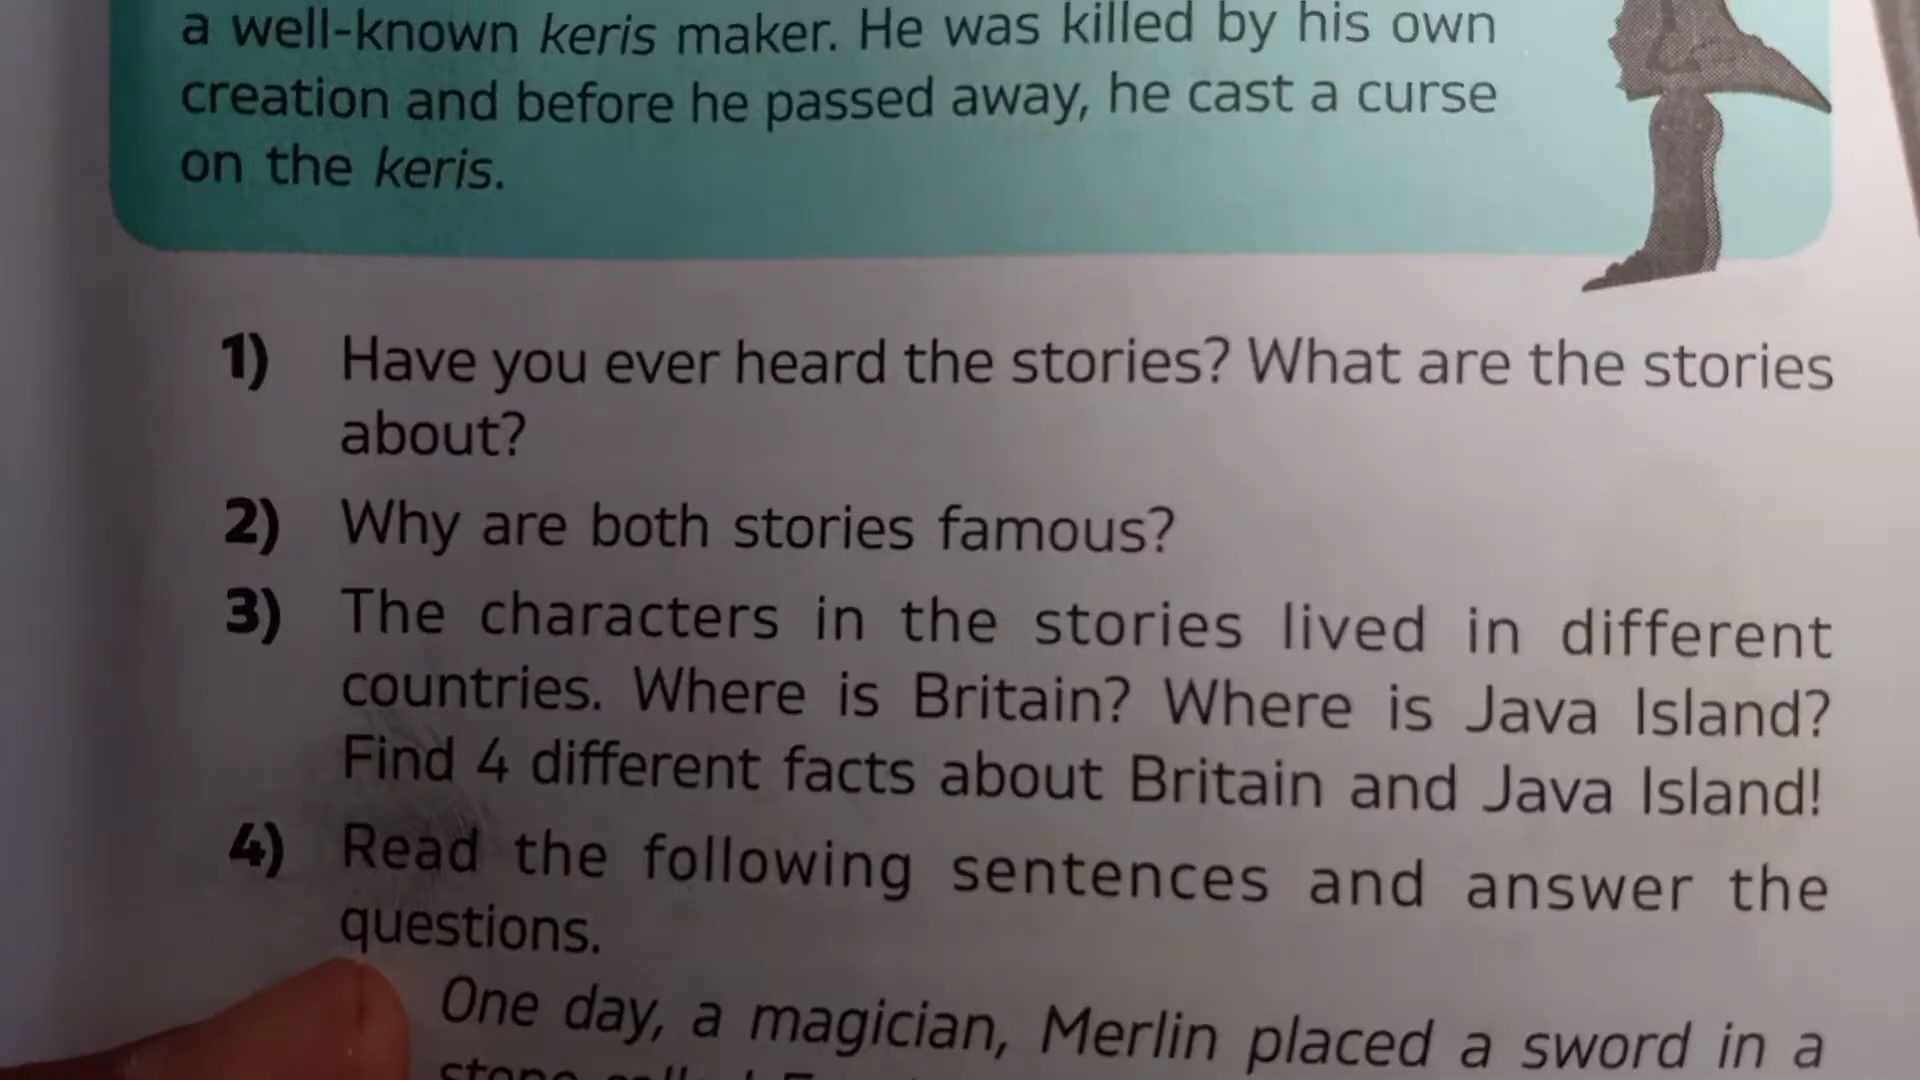 a well-known keris maker. He was killed by his own
creation and before he passed away, he cast a curse
on the keris.
1) Have you ever heard the stories? What are the stories
about?
2) Why are both stories famous?
3) The characters in the stories lived in different
countries. Where is Britain? Where is Java Island?
Find 4 different facts about Britain and Java Island!
4) Read the following sentences and answer the
questions.
One day, a magician, Merlin placed a sword in a
stone called